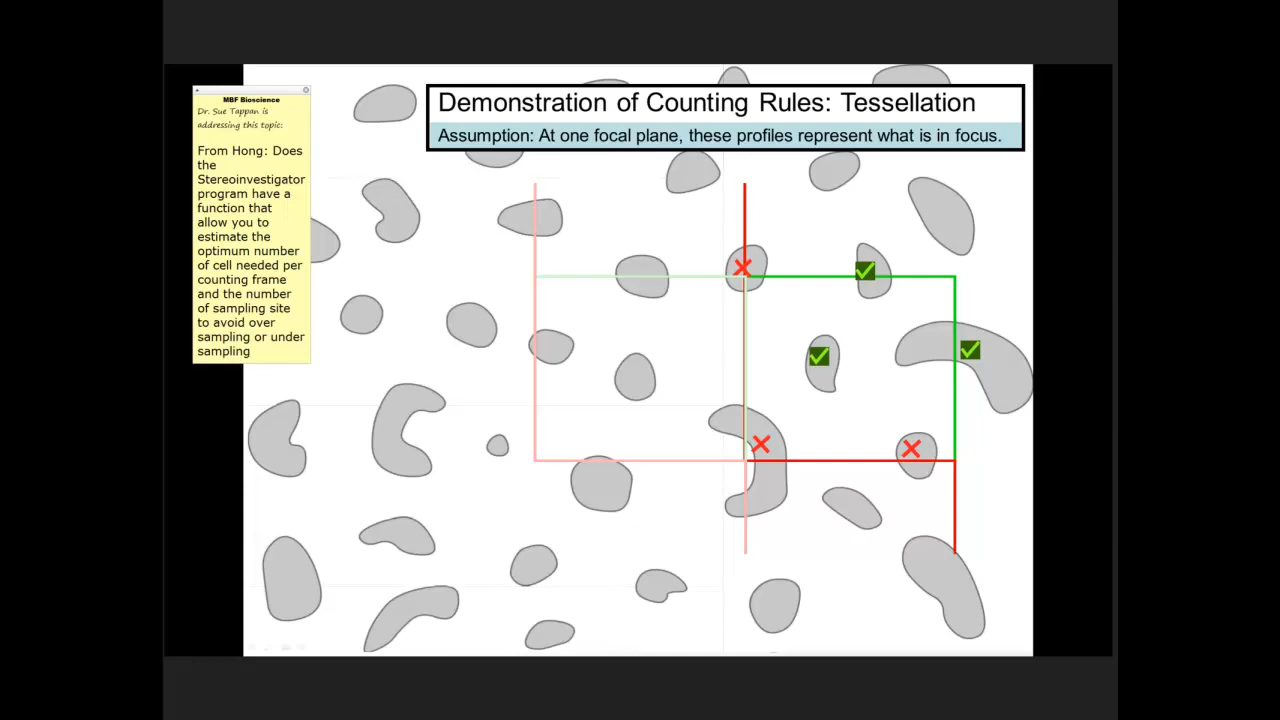 Demonstration of Counting Rules: Tessellation
Assumption: At one focal plane, these profiles represent what is in focus.
MBF Bioscience
Dr. Sue Tappan is
addressing this topic:
From Hong: Does
the
Stereoinvestigator
program have a
function that
allow you to
estimate the
optimum number
of cell needed per
counting frame
and the number
of sampling site
to avoid over
sampling or under
sampling